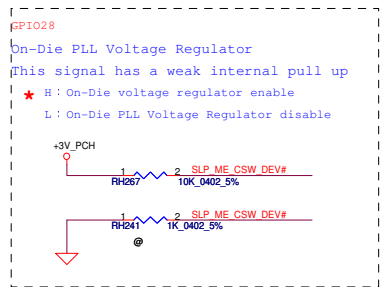 GPIO28
On-Die PLL Voltage Regulator
This signal has a weak internal pull up
* H:On-Die voltage regulator enable
L:On-Die PLL Voltage Regulator disable
+3V_PCH
1 2 SLP_ME_CSW_DEV#
RH267 10K_0402_5%
1 2 SLP_ME_CSW_DEV#
RH241 1K_0402_5%
@